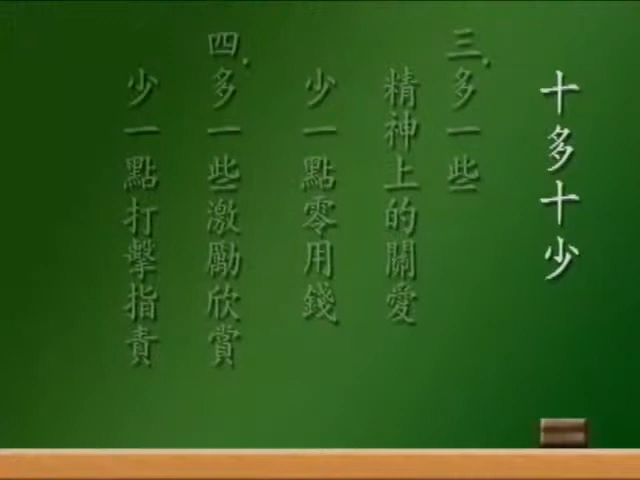 十多十少
三.多一些
精神上的關愛
少一點零用錢
四.多一些激勵欣賞
少一點打擊指責